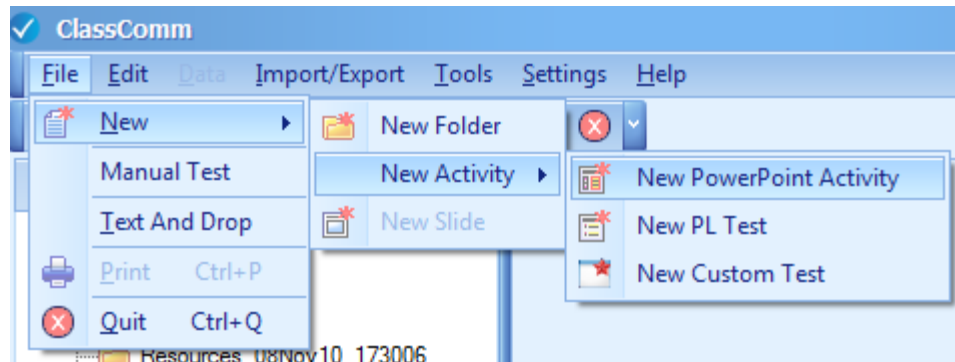 ClassComm
File Edit Data Import/Export Tools Settings Help
New
Manual Test
Text And Drop
Print Ctrl+P
Quit Ctrl+Q
New Folder
New Activity
New Slide
New PowerPoint Activity
New PL Test
New Custom Test
Resources_08Nov10_173006